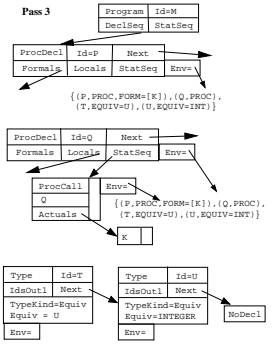 Pass 3
Program Id=M
DeclSeq StatSeq
ProcDecl Id=P Next
Formals Locals StatSeq Env=
{(P,PROC,FORM=[K]),(Q,PROC),
(T,EQUIV=U),(U,EQUIV=INT)}
ProcDecl Id=Q Next
Formals Locals StatSeq Env=
ProcCall Env=
Q
Actuals
{(P,PROC,FORM=[K]),(Q,PROC),
(T,EQUIV=U),(U,EQUIV=INT)}
K
Type Id=T
IdsOutl Next
TypeKind=Equiv
Equiv = U
Env=
Type Id=U
IdsOutl Next
TypeKind=Equiv
Equiv=INTEGER
Env=
NoDecl